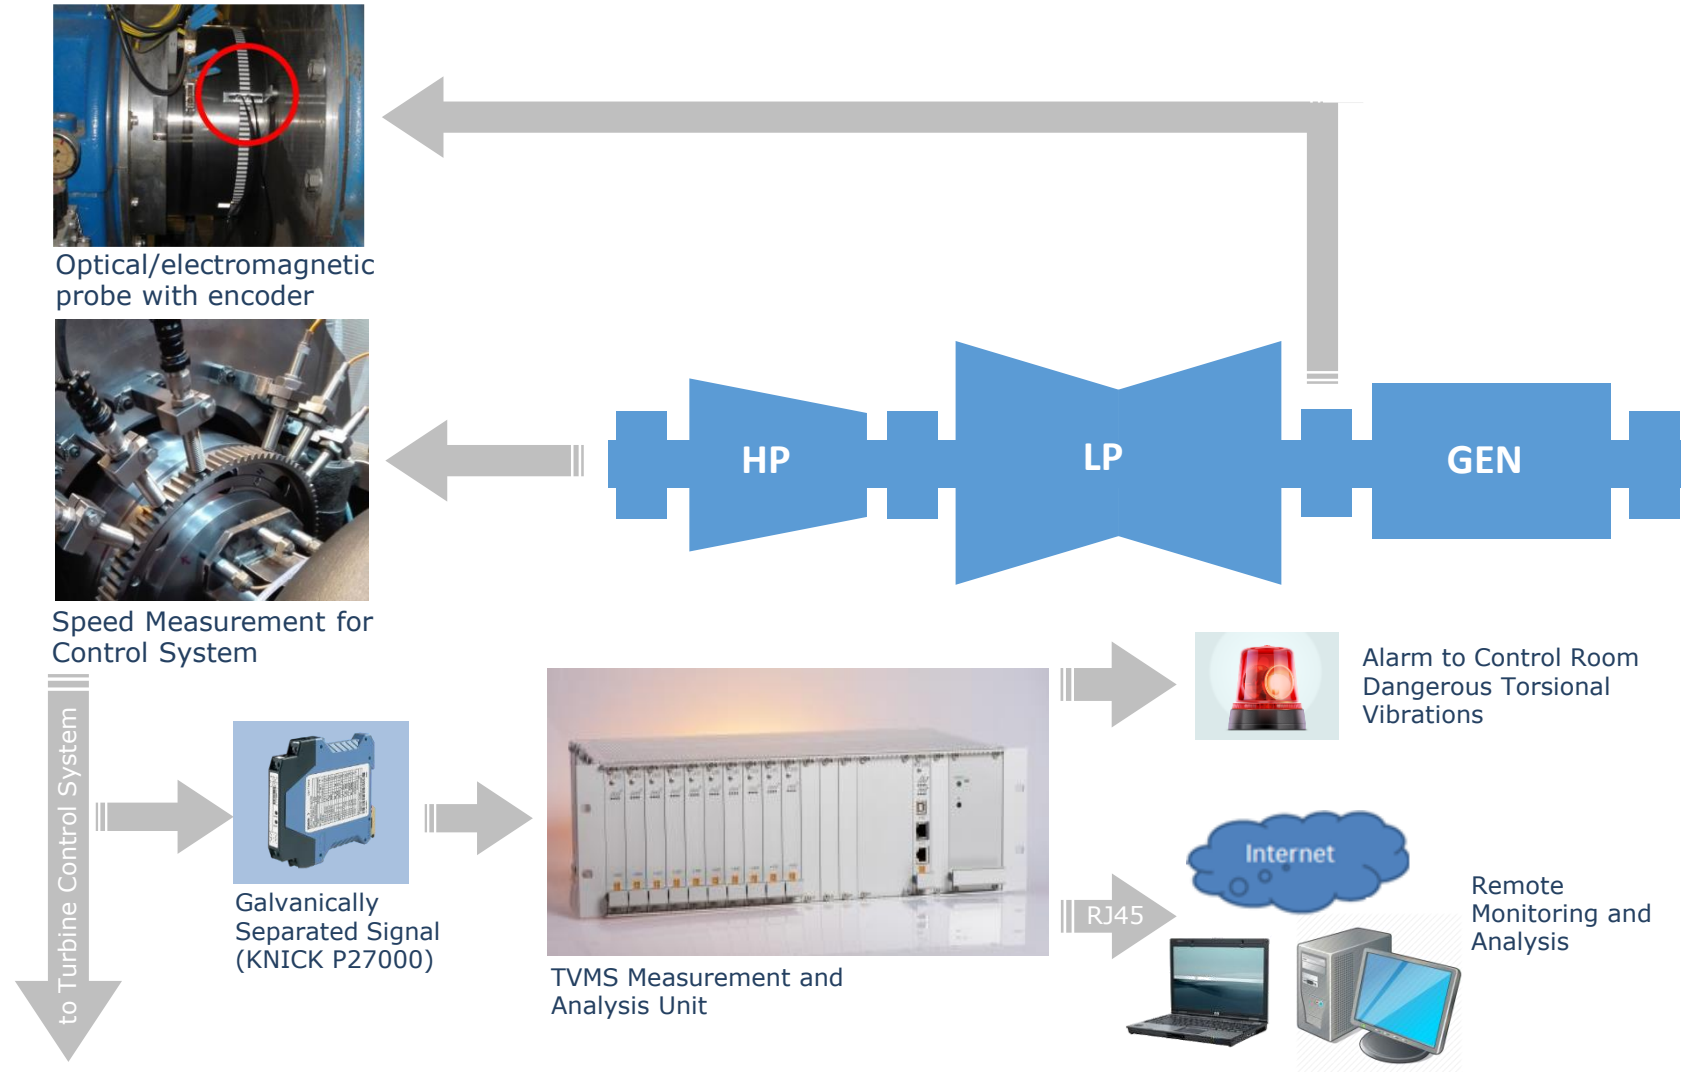 Optical/electromagnetic
probe with encoder
HP
LP
GEN
Speed Measurement for
Control System
to Turbine Control System
Galvanically
Separated Signal
(KNICK P27000)
TVMS Measurement and
Analysis Unit
Alarm to Control Room
Dangerous Torsional
Vibrations
RJ45
Internet
Remote
Monitoring and
Analysis